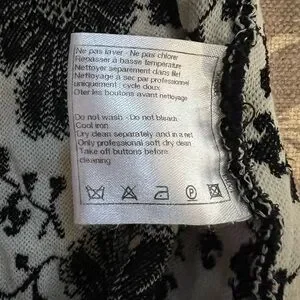 Ne pas laver - Ne pas chlorer
Repasser à basse température
Nettoyer séparément dans filet
Nettoyage à sec par professionnel
uniquement : cycle doux
Oter les boutons avant nettoyage
Do not wash - Do not bleach
Cool iron
Dry clean separately and in a net
Only professional soft dry clean
Take off buttons before
cleaning
P